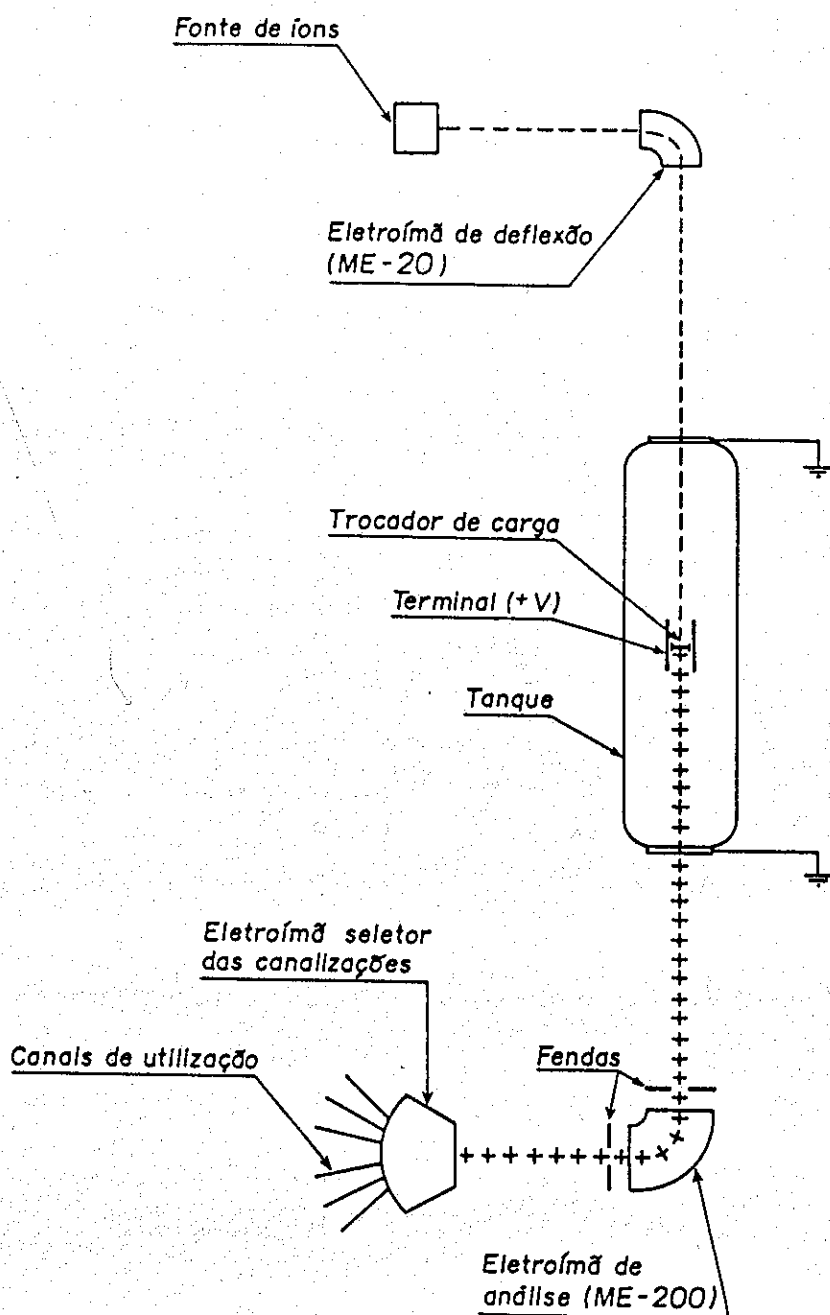 Fonte de íons
Eletroímã de deflexão
(ME-20)
Trocador de carga
Terminal (+V)
Tanque
Eletroímã seletor
das canalizações
Canais de utilização
Fendas
Eletroímã de
análise (ME-200)